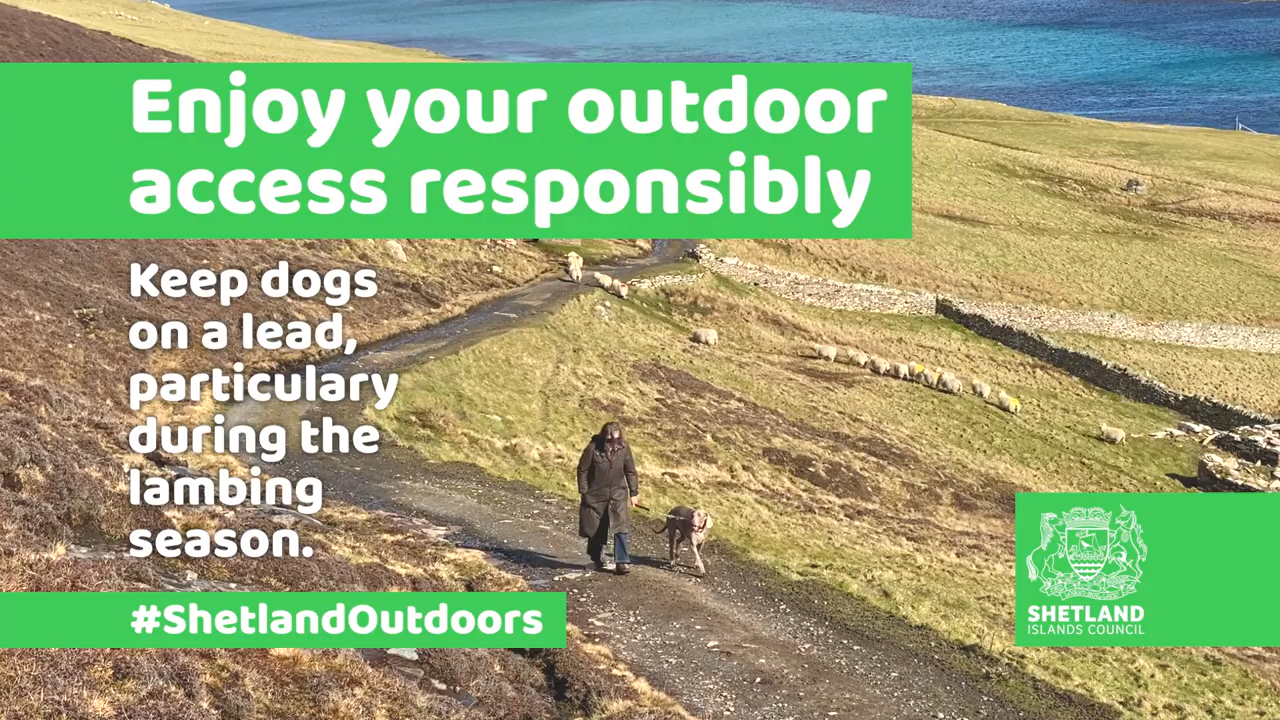 Enjoy your outdoor
access responsibly
Keep dogs
on a lead,
particulary
during the
lambing
season.
#ShetlandOutdoors
SHETLAND
ISLANDS COUNCIL